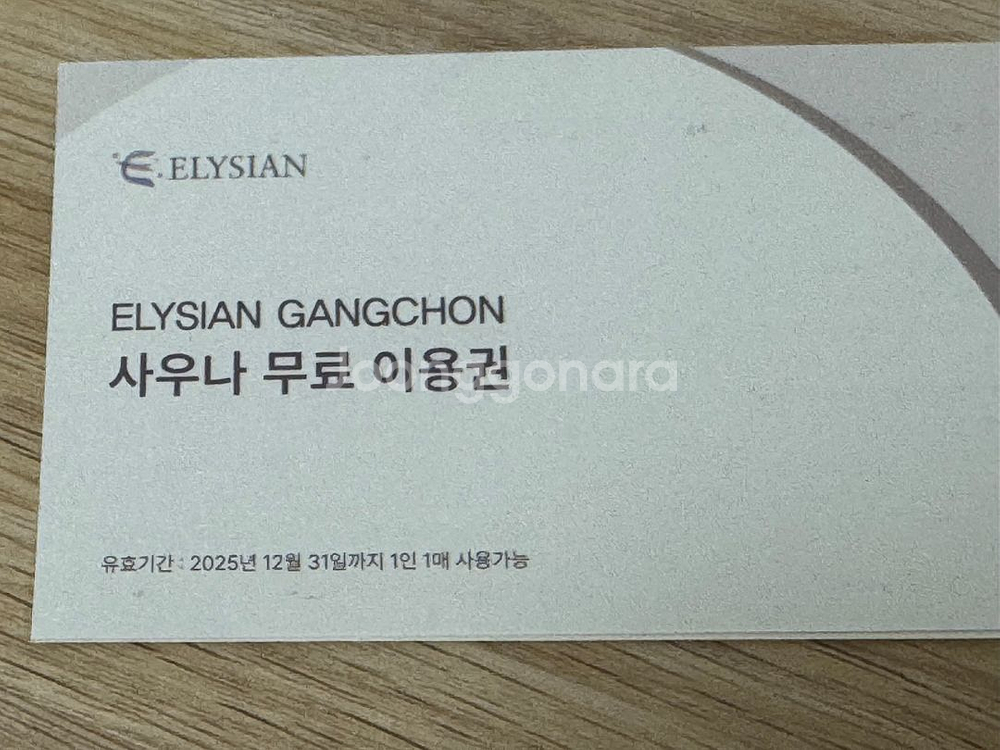 ELYSIAN
ELYSIAN GANGCHON
사우나 무료 이용권
joonggonara
유효기간 : 2025년 12월 31일까지 1인 1매 사용가능